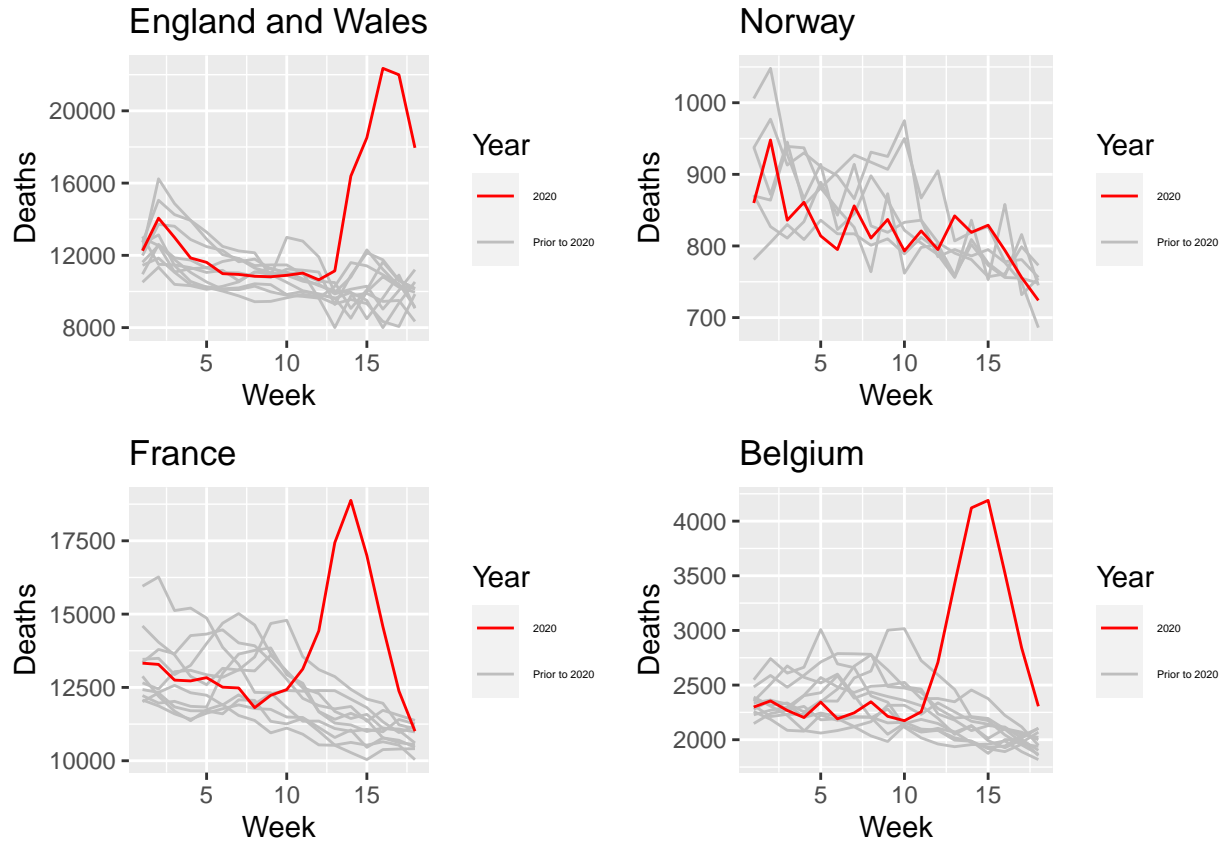 England and Wales
Deaths
20000
16000
12000
8000
5 10 15
Week
Year
2020
Prior to 2020
Norway
Deaths
1000
900
800
700
5 10 15
Week
Year
2020
Prior to 2020
France
Deaths
17500
15000
12500
10000
5 10 15
Week
Year
2020
Prior to 2020
Belgium
Deaths
4000
3500
3000
2500
2000
5 10 15
Week
Year
2020
Prior to 2020